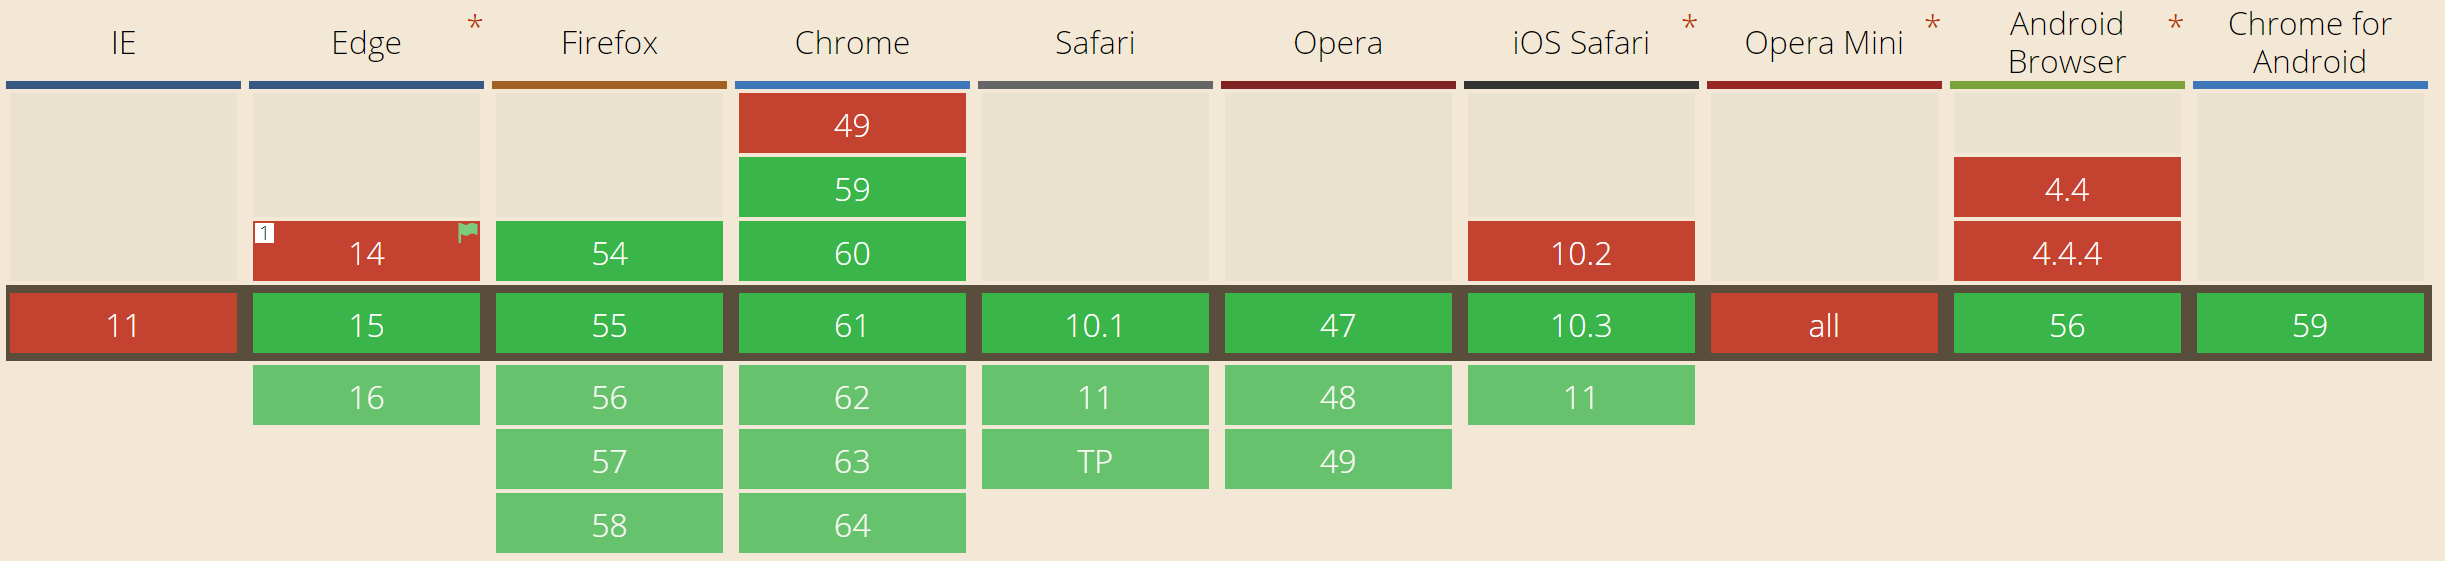 IE Edge * Firefox Chrome Safari Opera iOS Safari * Opera Mini * Android Browser * Chrome for Android
49
59 4.4
1 14 54 60 10.2 4.4.4
11 15 55 61 10.1 47 10.3 all 56 59
16 56 62 11 48 11
57 63 TP 49
58 64